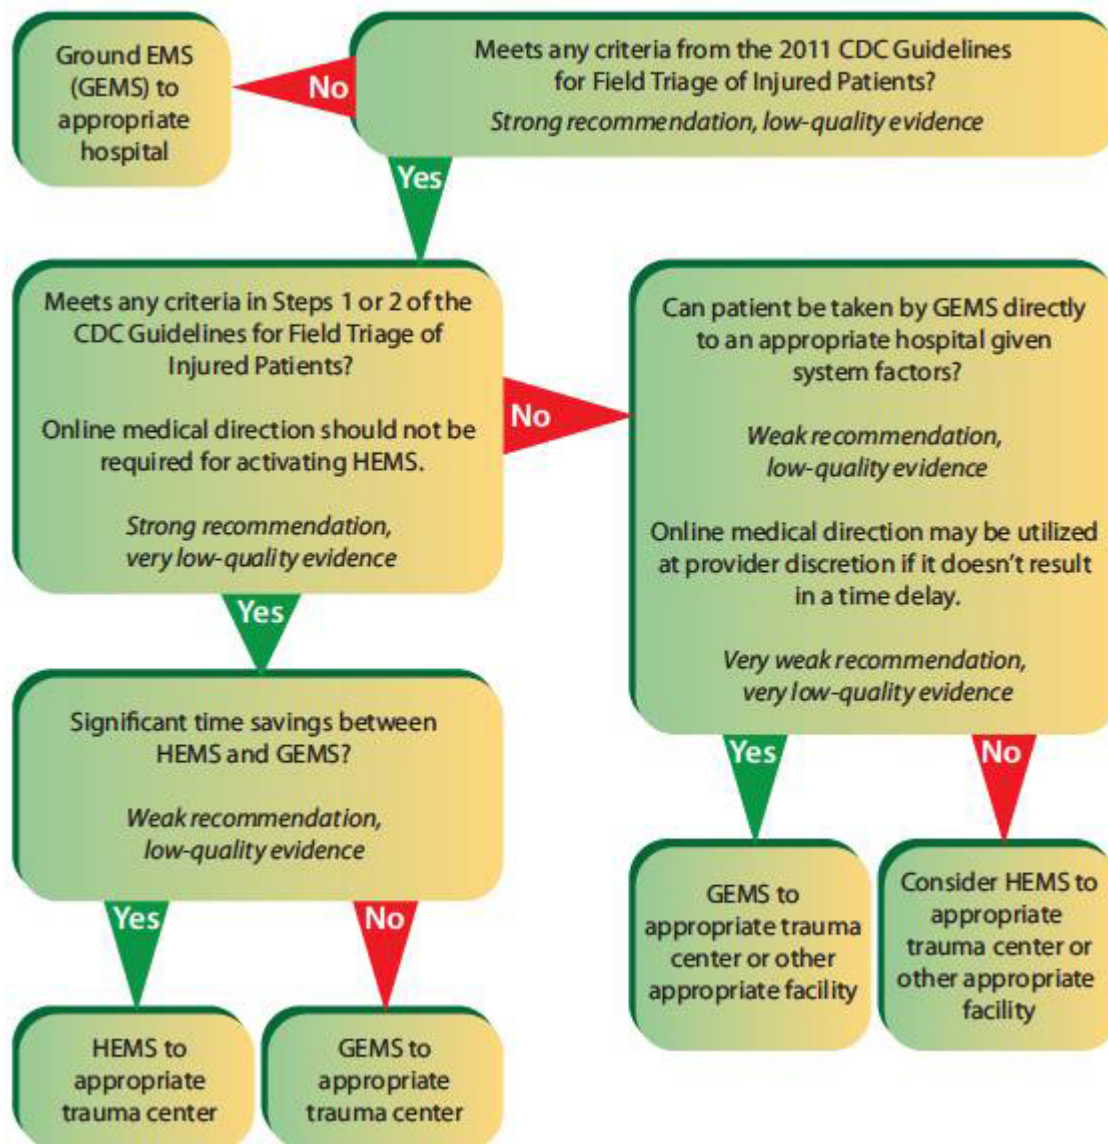 Ground EMS
(GEMS) to
appropriate
hospital
No
Meets any criteria from the 2011 CDC Guidelines
for Field Triage of Injured Patients?
Strong recommendation, low-quality evidence
Yes
Meets any criteria in Steps 1 or 2 of the
CDC Guidelines for Field Triage of
Injured Patients?
Online medical direction should not be
required for activating HEMS.
Strong recommendation,
very low-quality evidence
No
Can patient be taken by GEMS directly
to an appropriate hospital given
system factors?
Weak recommendation,
low-quality evidence
Online medical direction may be utilized
at provider discretion if it doesn't result
in a time delay.
Very weak recommendation,
very low-quality evidence
Yes
Significant time savings between
HEMS and GEMS?
Weak recommendation,
low-quality evidence
Yes
No
HEMS to
appropriate
trauma center
GEMS to
appropriate
trauma center
Yes
No
GEMS to
appropriate trauma
center or other
appropriate facility
Consider HEMS to
appropriate
trauma center or
other appropriate
facility